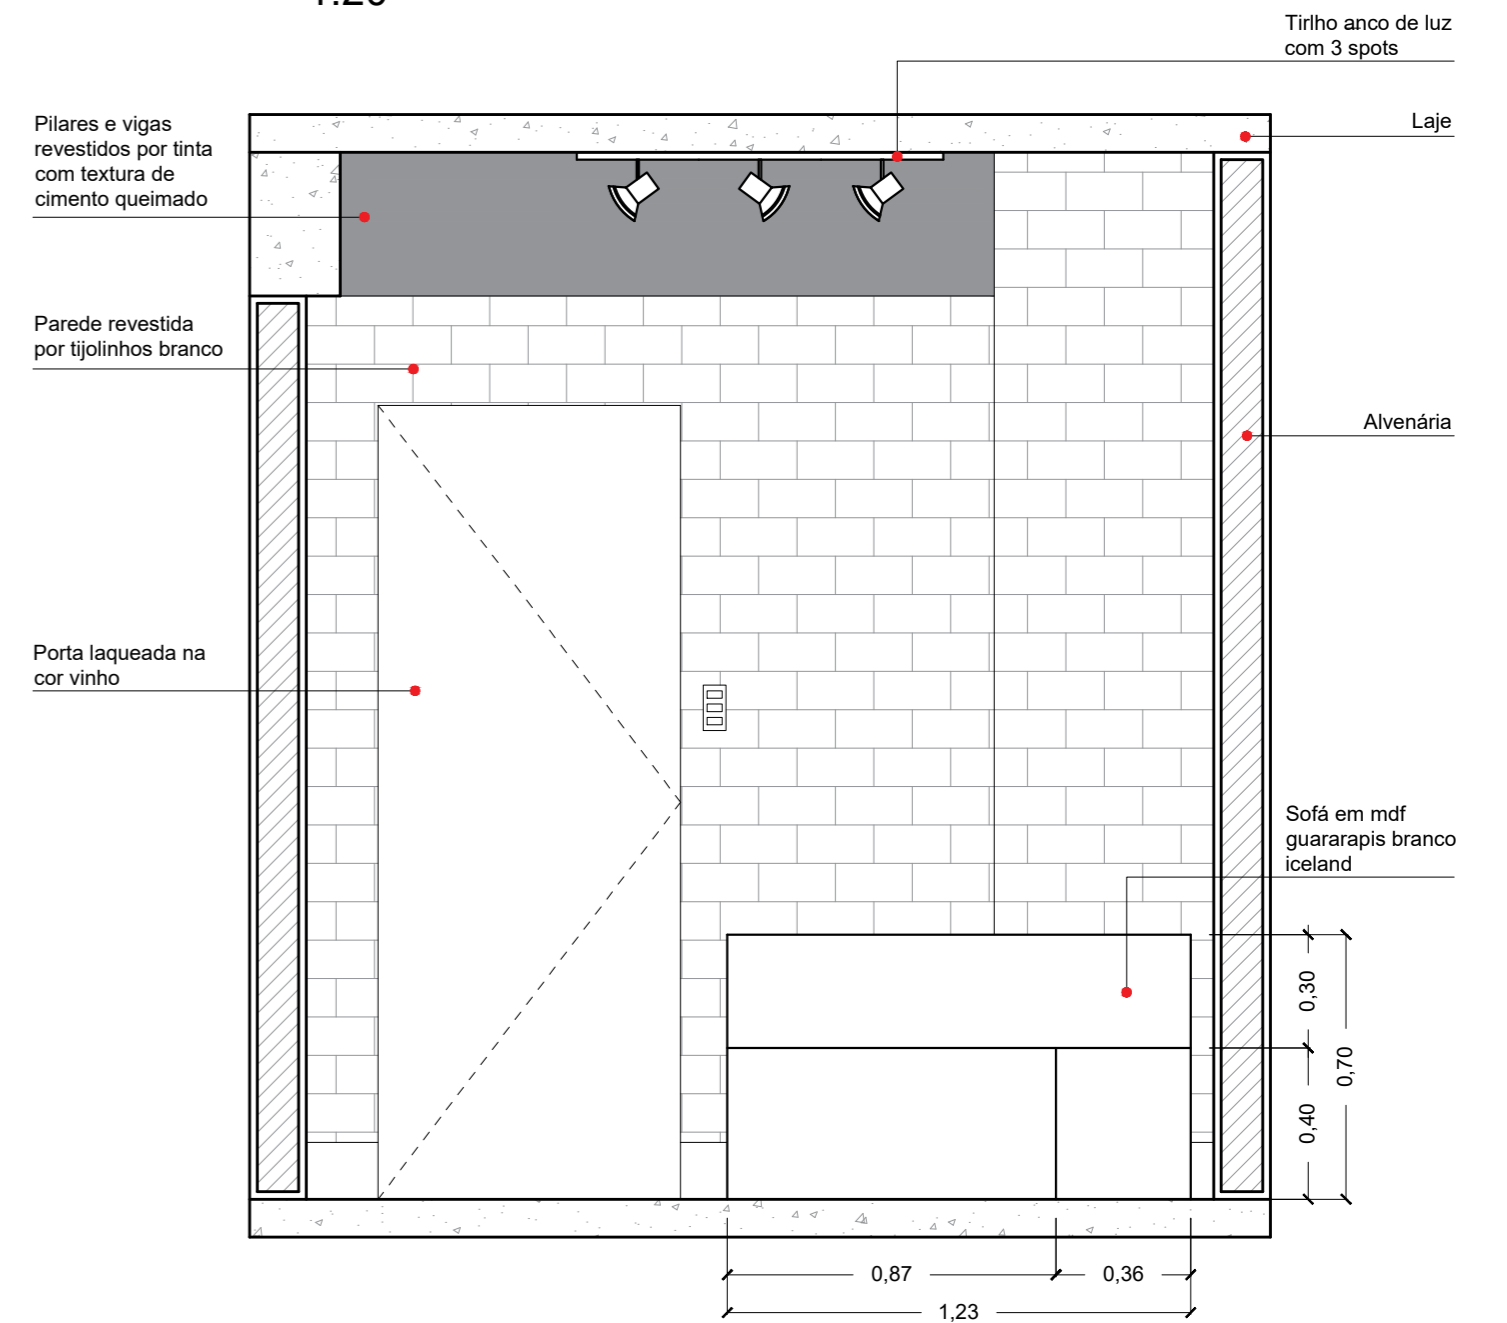 Tirlho anco de luz
com 3 spots
Pilares e vigas
revestidos por tinta
com textura de
cimento queimado
Laje
Parede revestida
por tijolinhos branco
Alvenária
Porta laqueada na
cor vinho
Sofá em mdf
guararapis branco
iceland
0,30
0,70
0,40
0,87
0,36
1,23